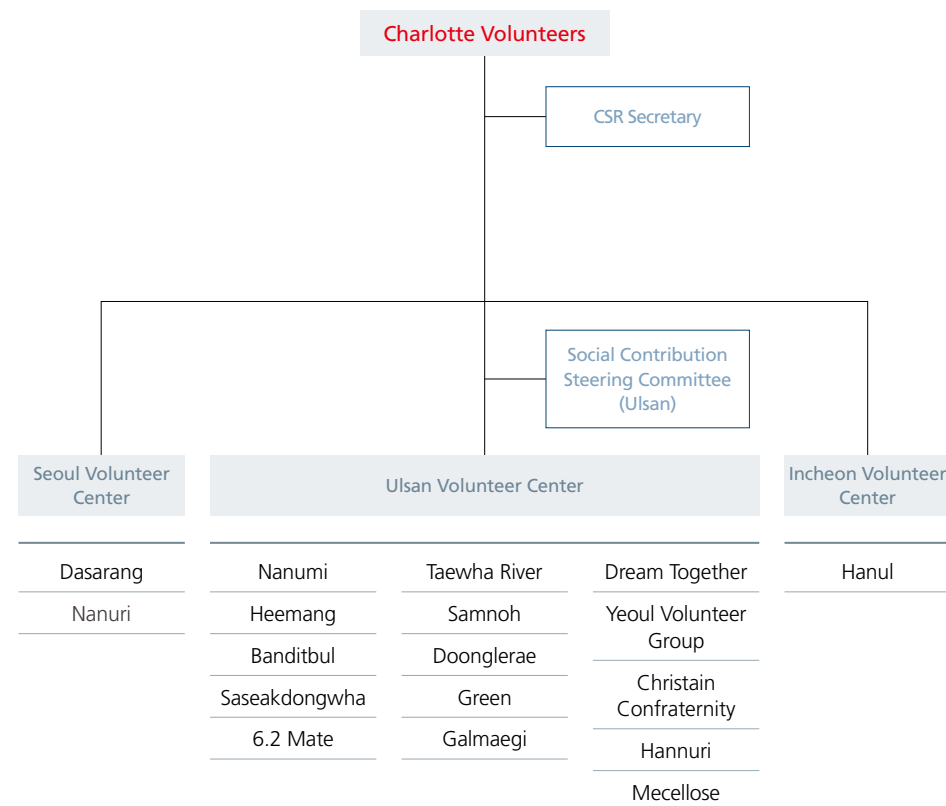 Charlotte Volunteers
CSR Secretary
Social Contribution
Steering Committee
(Ulsan)
Seoul Volunteer
Center
Ulsan Volunteer Center
Incheon Volunteer
Center
Dasarang
Nanuri
Nanumi
Heemang
Banditbul
Saseakdongwha
6.2 Mate
Taewha River
Samnoh
Doonglerae
Green
Galmaegi
Dream Together
Yeoul Volunteer
Group
Christain
Confraternity
Hannuri
Mecellose
Hanul